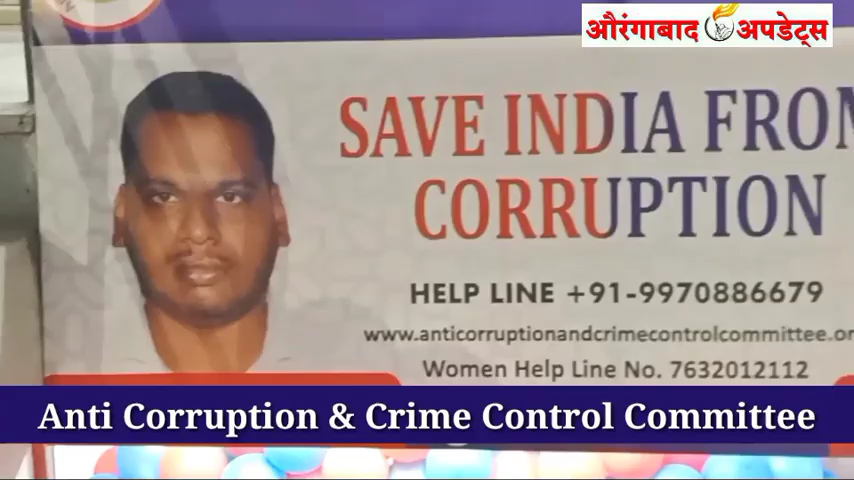 औरंगाबाद अपडेट्स
SAVE INDIA FROM
CORRUPTION
HELP LINE +91-9970886679
www.anticorruptionandcrimecontrolcommittee.or
Women Help Line No. 7632012112
Anti Corruption & Crime Control Committee